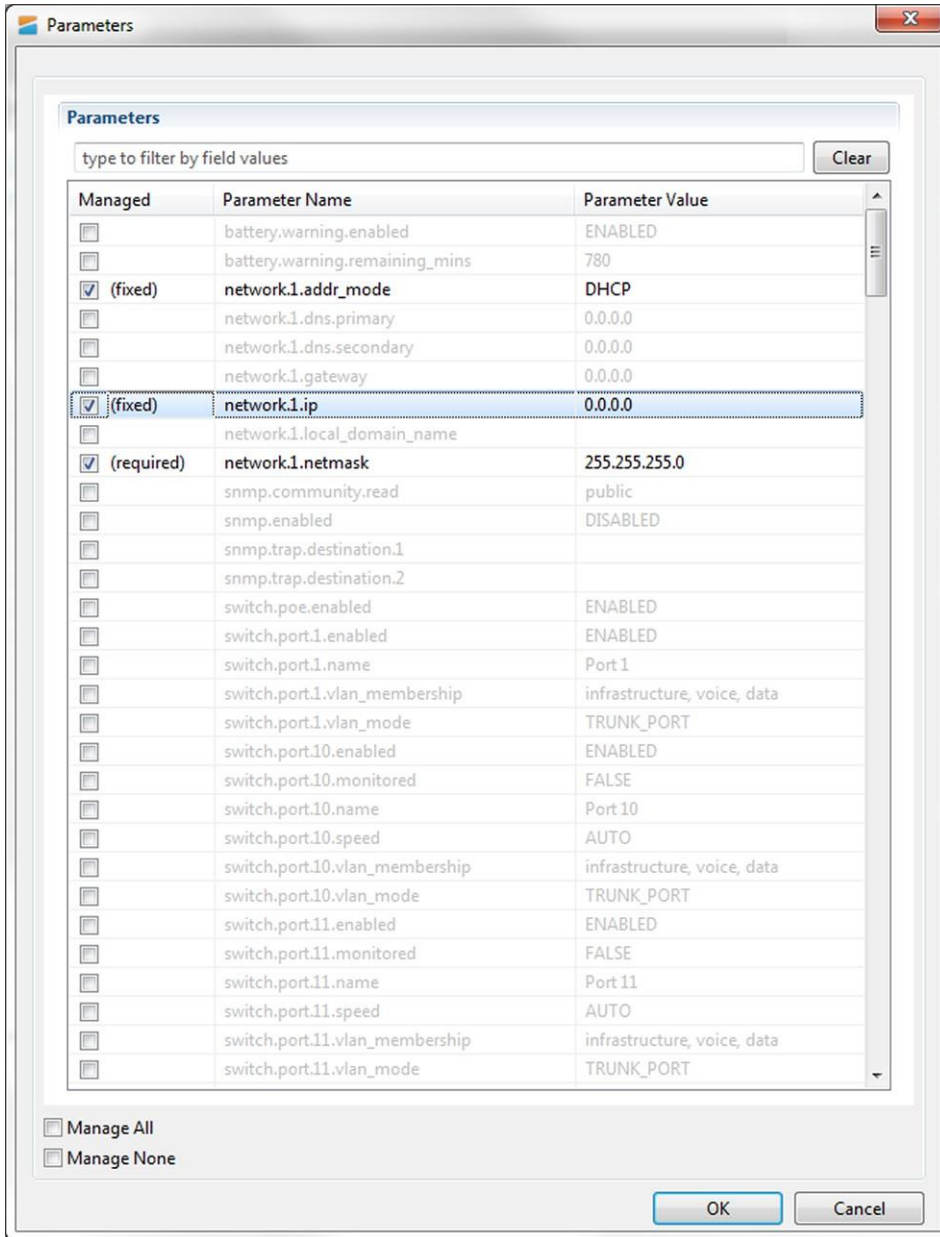 Parameters
Parameters
type to filter by field values Clear
Managed Parameter Name Parameter Value
battery.warning.enabled ENABLED
battery.warning.remaining_mins 780
(fixed) network.1.addr_mode DHCP
network.1.dns.primary 0.0.0.0
network.1.dns.secondary 0.0.0.0
network.1.gateway 0.0.0.0
(fixed) network.1.ip 0.0.0.0
network.1.local_domain_name
(required) network.1.netmask 255.255.255.0
snmp.community.read public
snmp.enabled DISABLED
snmp.trap.destination.1
snmp.trap.destination.2
switch.poe.enabled ENABLED
switch.port.1.enabled ENABLED
switch.port.1.name Port 1
switch.port.1.vlan_membership infrastructure, voice, data
switch.port.1.vlan_mode TRUNK_PORT
switch.port.10.enabled ENABLED
switch.port.10.monitored FALSE
switch.port.10.name Port 10
switch.port.10.speed AUTO
switch.port.10.vlan_membership infrastructure, voice, data
switch.port.10.vlan_mode TRUNK_PORT
switch.port.11.enabled ENABLED
switch.port.11.monitored FALSE
switch.port.11.name Port 11
switch.port.11.speed AUTO
switch.port.11.vlan_membership infrastructure, voice, data
switch.port.11.vlan_mode TRUNK_PORT
Manage All
Manage None
OK Cancel